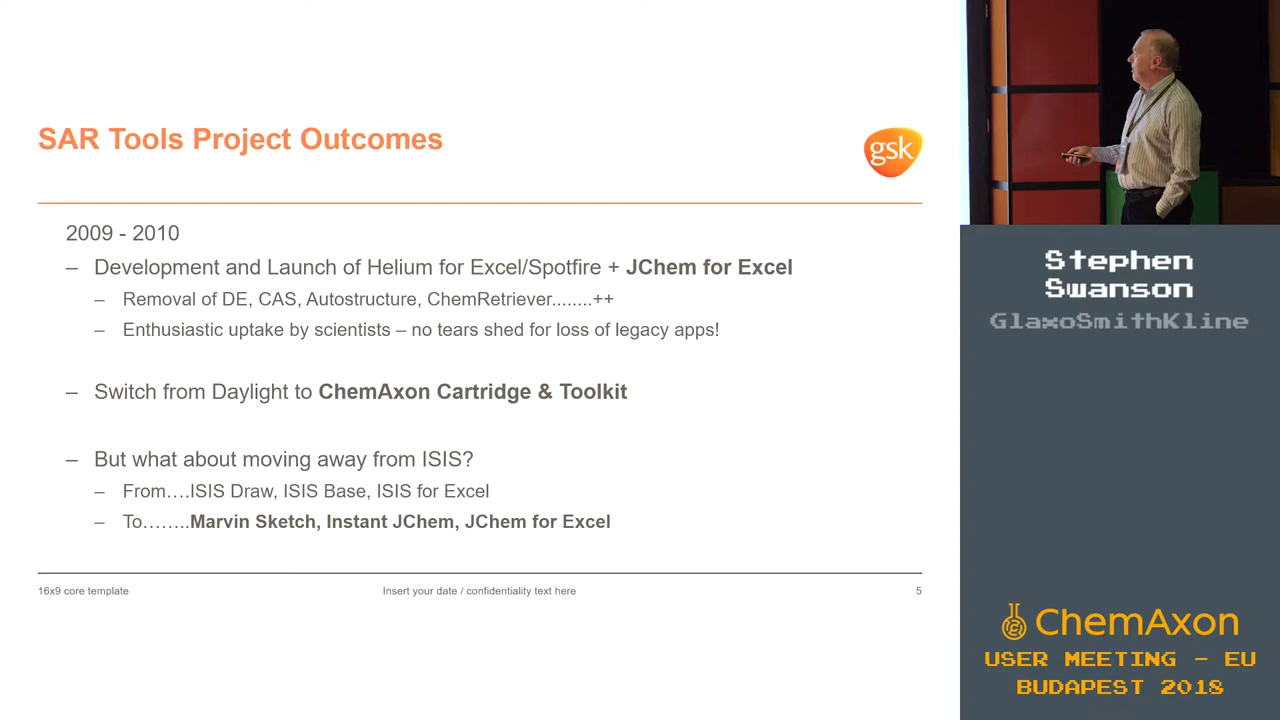 SAR Tools Project Outcomes
gsk
2009 - 2010
– Development and Launch of Helium for Excel/Spotfire + JChem for Excel
– Removal of DE, CAS, Autostructure, ChemRetriever........++
– Enthusiastic uptake by scientists – no tears shed for loss of legacy apps!
– Switch from Daylight to ChemAxon Cartridge & Toolkit
– But what about moving away from ISIS?
– From….ISIS Draw, ISIS Base, ISIS for Excel
– To……..Marvin Sketch, Instant JChem, JChem for Excel
16x9 core template
Insert your date / confidentiality text here
5
Stephen
Swanson
GlaxoSmithKline
ChemAxon
USER MEETING - EU
BUDAPEST 2018